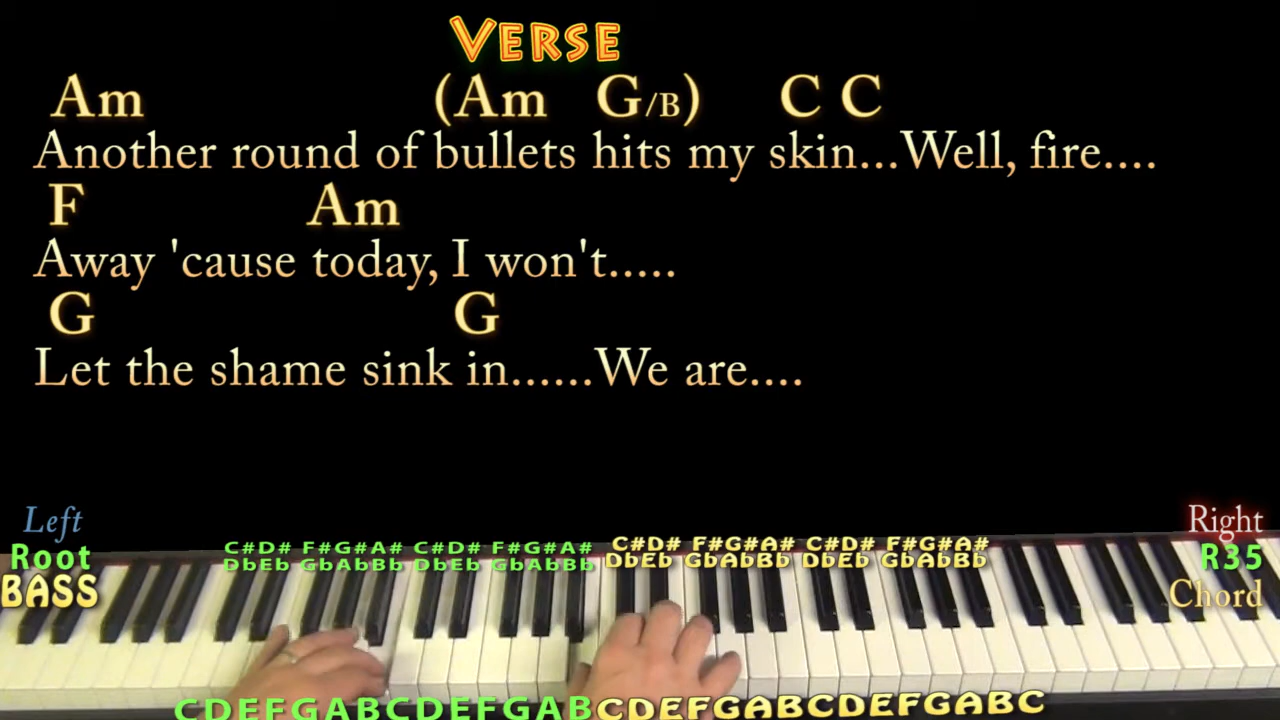 VERSE
Am (Am G/B) C C
Another round of bullets hits my skin...Well, fire....
F Am
Away 'cause today, I won't.....
G G
Let the shame sink in......We are....
Left Right
Root R35
BASS Chord
C#D# F#G#A# C#D# F#G#A# C#D# F#G#A# C#D# F#G#A#
DbEb GbAbBb DbEb GbAbBb DbEb GbAbBb DbEb GbAbBb
CDEFGABCDEFGABCDEFGABCDEFGABC